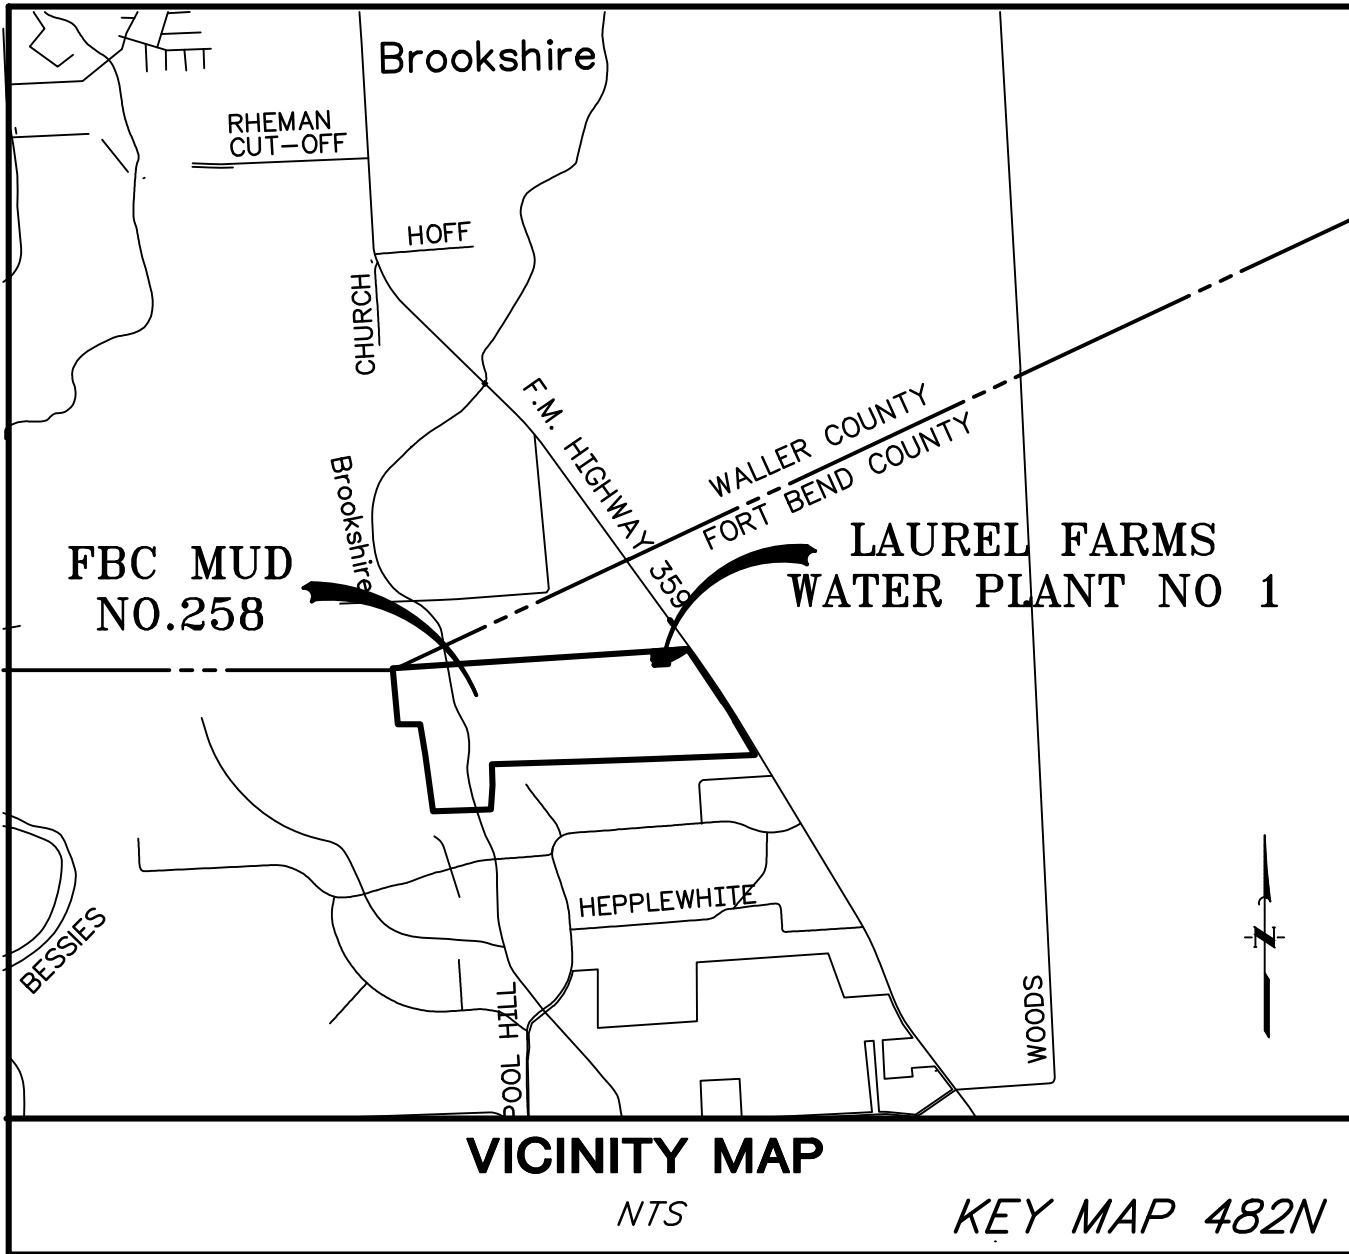 Brookshire
RHEMAN
CUT-OFF
HOFF
CHURCH
F.M. HIGHWAY 359
WALLER COUNTY
FORT BEND COUNTY
Brookshire
LAUREL FARMS
WATER PLANT NO 1
FBC MUD
NO.258
HEPPLEWHITE
BESSIES
POOL HILL
WOODS
N
VICINITY MAP
NTS
KEY MAP 482N